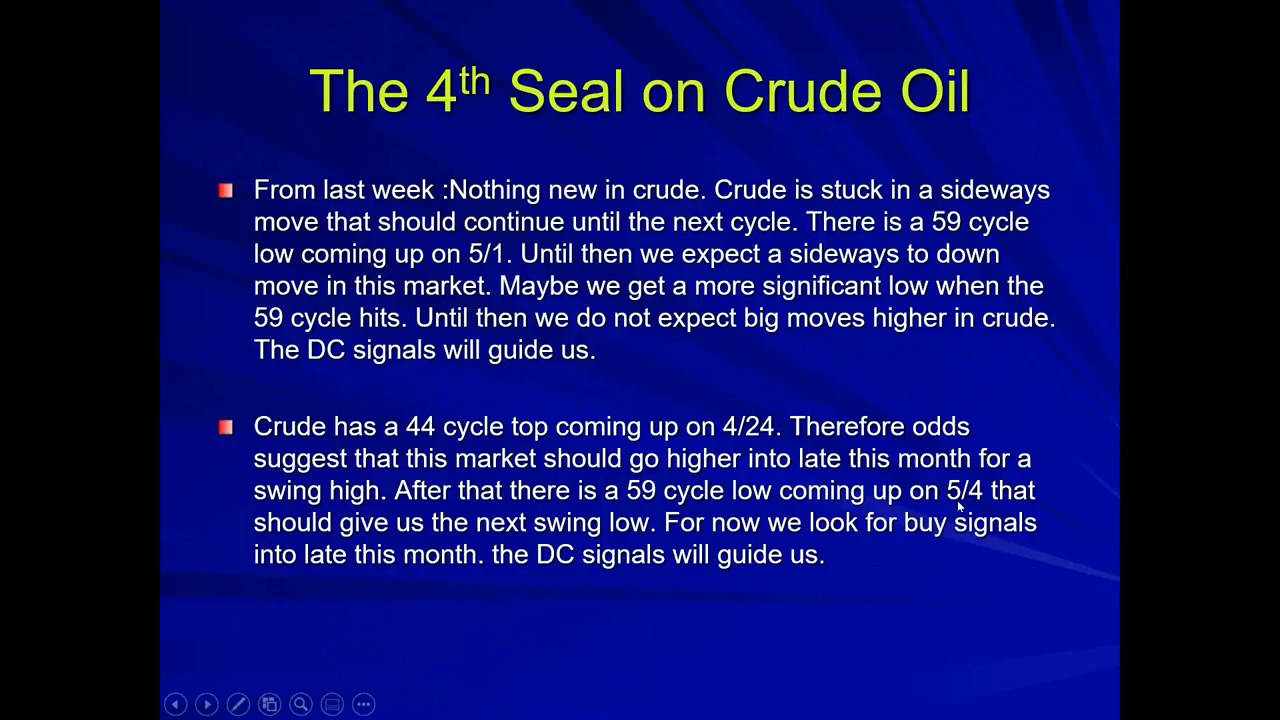 The 4th Seal on Crude Oil
From last week :Nothing new in crude. Crude is stuck in a sideways
move that should continue until the next cycle. There is a 59 cycle
low coming up on 5/1. Until then we expect a sideways to down
move in this market. Maybe we get a more significant low when the
59 cycle hits. Until then we do not expect big moves higher in crude.
The DC signals will guide us.
Crude has a 44 cycle top coming up on 4/24. Therefore odds
suggest that this market should go higher into late this month for a
swing high. After that there is a 59 cycle low coming up on 5/4 that
should give us the next swing low. For now we look for buy signals
into late this month. the DC signals will guide us.